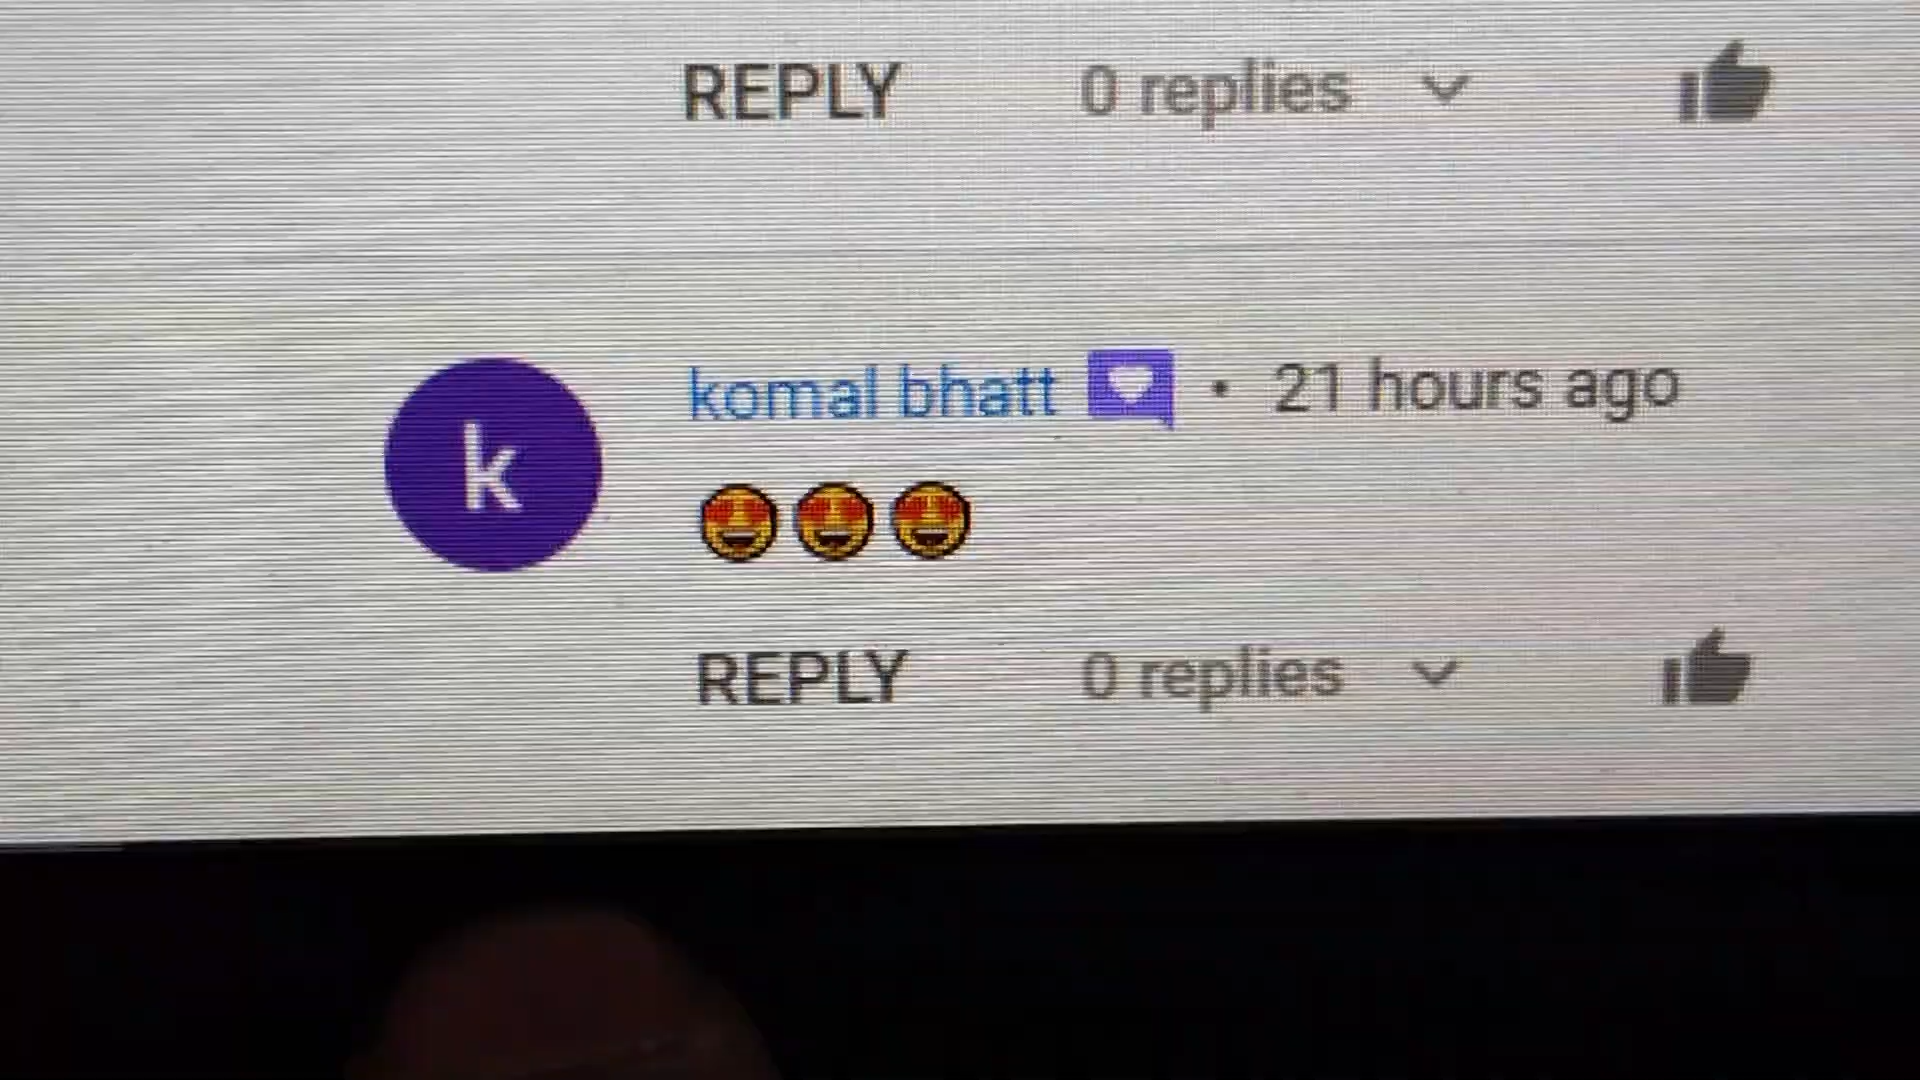 REPLY 0 replies
k
komal bhatt • 21 hours ago
😍😍😍
REPLY 0 replies